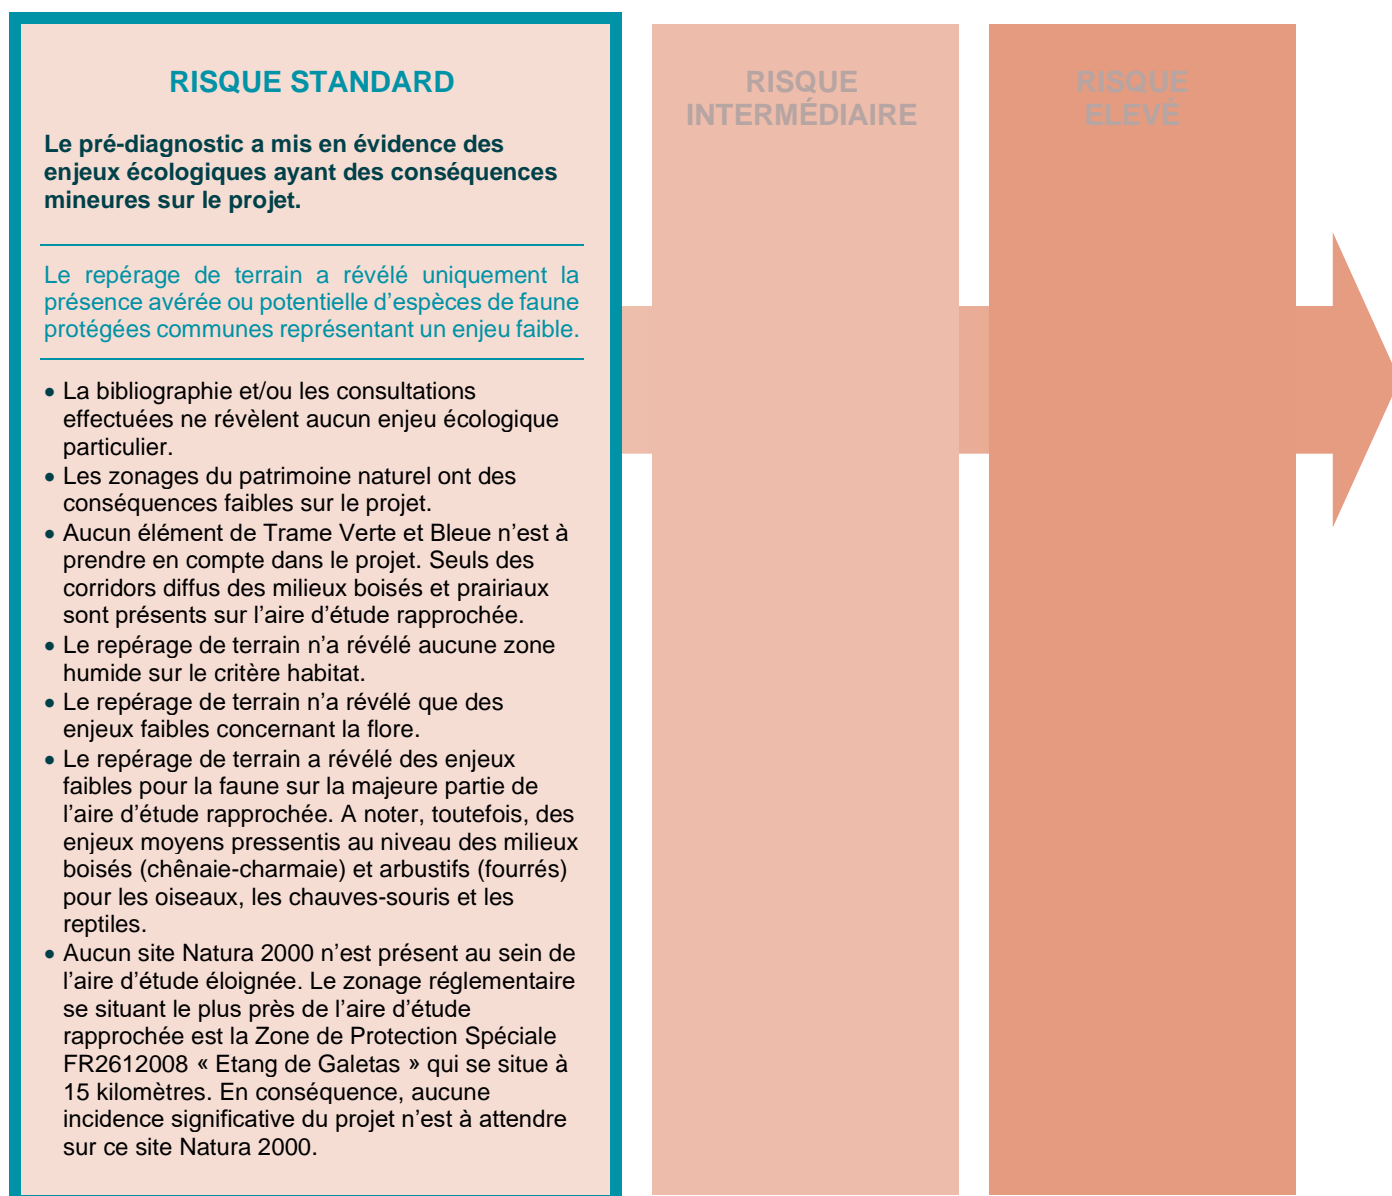 RISQUE STANDARD
Le pré-diagnostic a mis en évidence des
enjeux écologiques ayant des conséquences
mineures sur le projet.
Le repérage de terrain a révélé uniquement la
présence avérée ou potentielle d’espèces de faune
protégées communes représentant un enjeu faible.
• La bibliographie et/ou les consultations
effectuées ne révèlent aucun enjeu écologique
particulier.
• Les zonages du patrimoine naturel ont des
conséquences faibles sur le projet.
• Aucun élément de Trame Verte et Bleue n’est à
prendre en compte dans le projet. Seuls des
corridors diffus des milieux boisés et prairiaux
sont présents sur l’aire d’étude rapprochée.
• Le repérage de terrain n’a révélé aucune zone
humide sur le critère habitat.
• Le repérage de terrain n’a révélé que des
enjeux faibles concernant la flore.
• Le repérage de terrain a révélé des enjeux
faibles pour la faune sur la majeure partie de
l’aire d’étude rapprochée. A noter, toutefois, des
enjeux moyens pressentis au niveau des milieux
boisés (chênaie-charmaie) et arbustifs (fourrés)
pour les oiseaux, les chauves-souris et les
reptiles.
• Aucun site Natura 2000 n’est présent au sein de
l’aire d’étude éloignée. Le zonage réglementaire
se situant le plus près de l’aire d’étude
rapprochée est la Zone de Protection Spéciale
FR2612008 « Etang de Galetas » qui se situe à
15 kilomètres. En conséquence, aucune
incidence significative du projet n’est à attendre
sur ce site Natura 2000.
RISQUE
INTERMÉDIAIRE
RISQUE
ELEVÉ